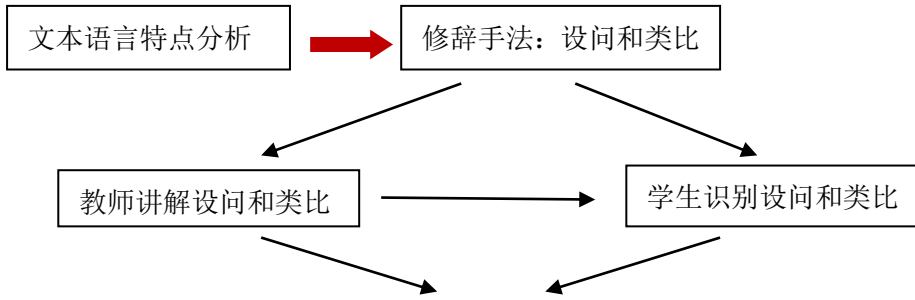 文本语言特点分析
修辞手法：设问和类比
教师讲解设问和类比
学生识别设问和类比